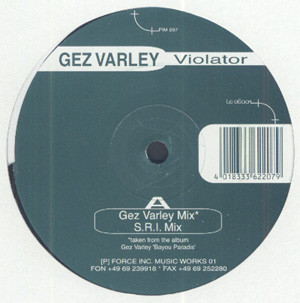 FIM 097
GEZ VARLEY Violator
LC 06001
4 018333 622079
A
Gez Varley Mix*
S.R.I. Mix
*taken from the album
Gez Varley 'Bayou Paradis'
[P] FORCE INC. MUSIC WORKS 01
FON +49 69 239918 * FAX +49 69 252280